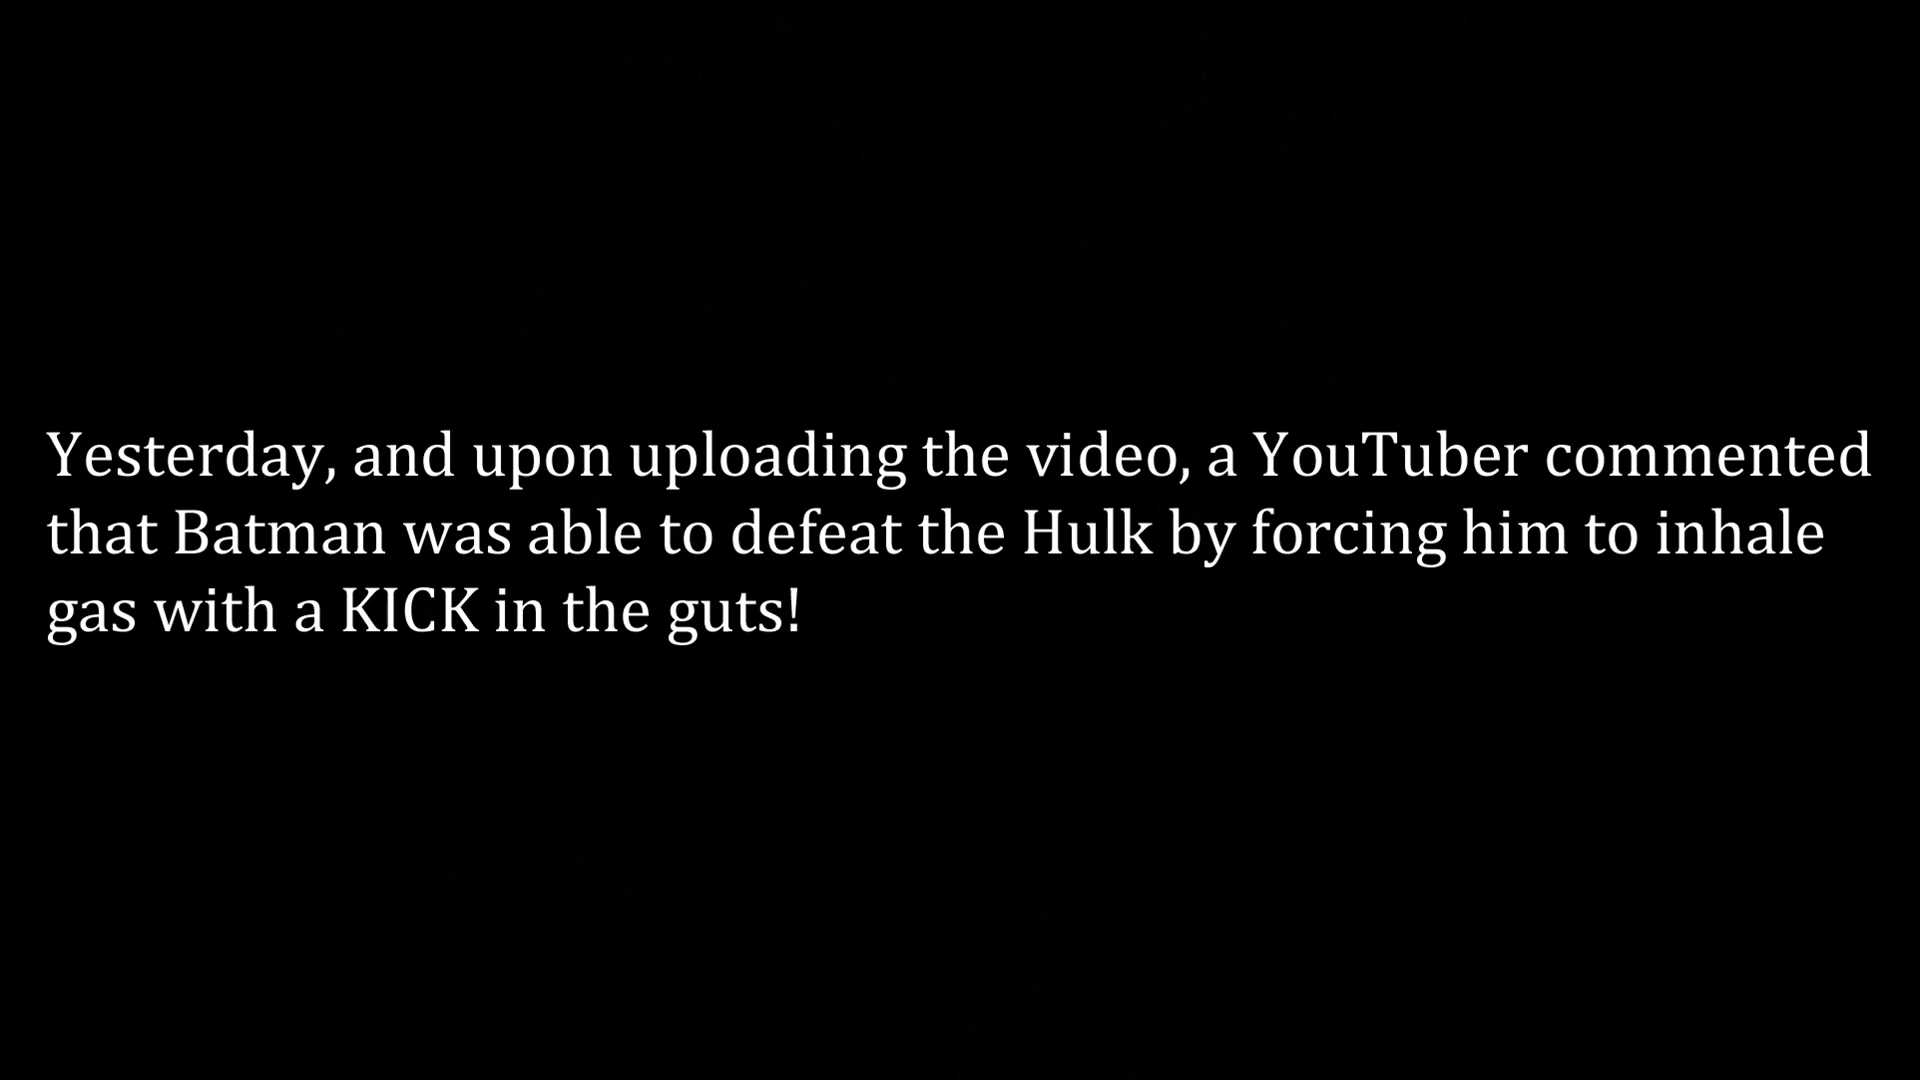 Yesterday, and upon uploading the video, a YouTuber commented
that Batman was able to defeat the Hulk by forcing him to inhale
gas with a KICK in the guts!